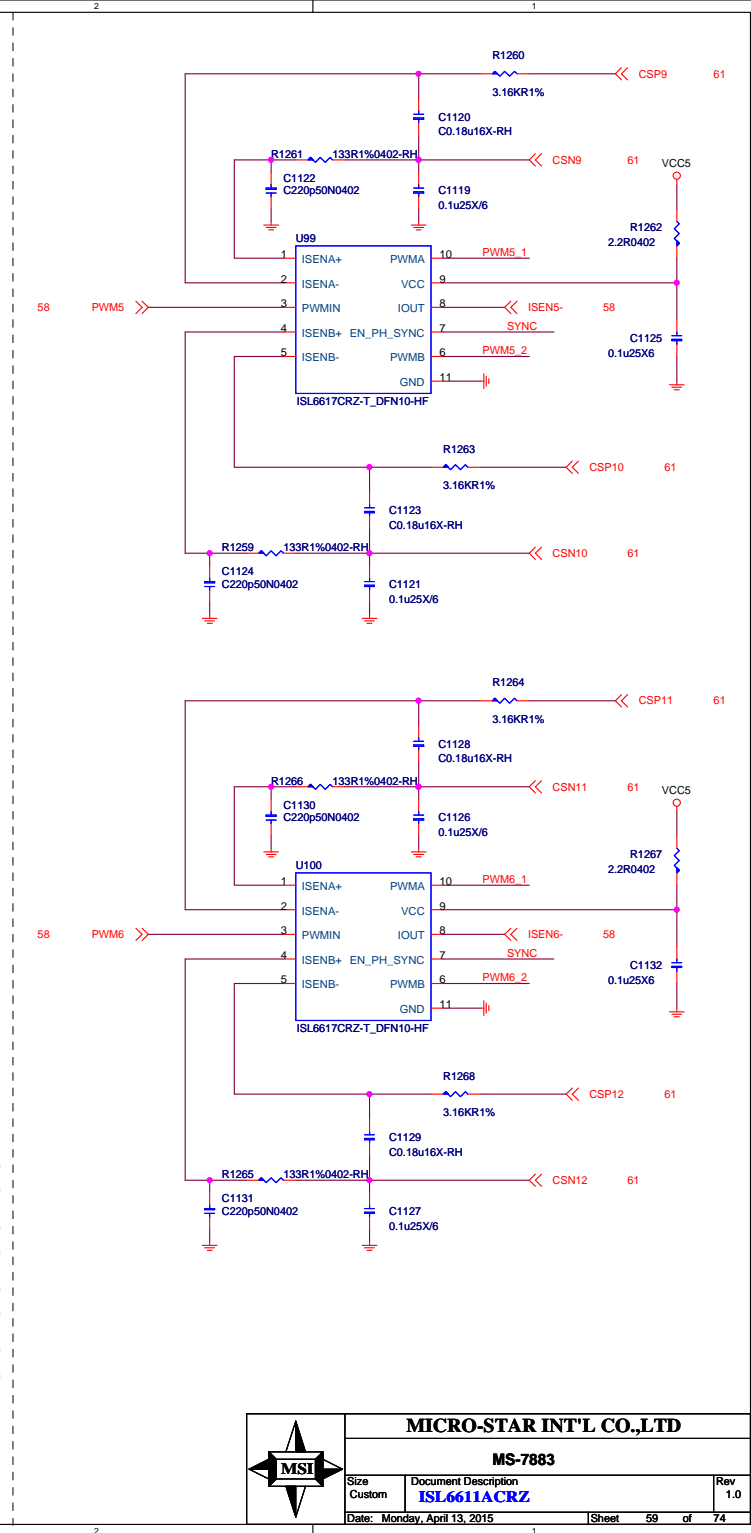 2 1
R1260
CSP9 61
3.16KR1%
C1120
C0.18u16X-RH
R1261 133R1%0402-RH
CSN9 61
VCC5
C1122
C220p50N0402
C1119
0.1u25X/6
R1262
2.2R0402
U99
1 ISENA+ PWMA 10 PWM5_1
2 ISENA- VCC 9
58 PWM5 3 PWMIN IOUT 8 ISEN5- 58
4 ISENB+ EN_PH_SYNC 7 SYNC
5 ISENB- PWMB 6 PWM5_2
GND 11
ISL6617CRZ-T_DFN10-HF
C1125
0.1u25X6
R1263
CSP10 61
3.16KR1%
C1123
C0.18u16X-RH
R1259 133R1%0402-RH
CSN10 61
C1124
C220p50N0402
C1121
0.1u25X/6
R1264
CSP11 61
3.16KR1%
C1128
C0.18u16X-RH
R1266 133R1%0402-RH
CSN11 61
VCC5
C1130
C220p50N0402
C1126
0.1u25X/6
R1267
2.2R0402
U100
1 ISENA+ PWMA 10 PWM6_1
2 ISENA- VCC 9
58 PWM6 3 PWMIN IOUT 8 ISEN6- 58
4 ISENB+ EN_PH_SYNC 7 SYNC
5 ISENB- PWMB 6 PWM6_2
GND 11
ISL6617CRZ-T_DFN10-HF
C1132
0.1u25X6
R1268
CSP12 61
3.16KR1%
C1129
C0.18u16X-RH
R1265 133R1%0402-RH
CSN12 61
C1131
C220p50N0402
C1127
0.1u25X/6
MSI
MICRO-STAR INT'L CO.,LTD
MS-7883
Size Document Description Rev
Custom ISL6611ACRZ 1.0
Date: Monday, April 13, 2015 Sheet 59 of 74
2 1